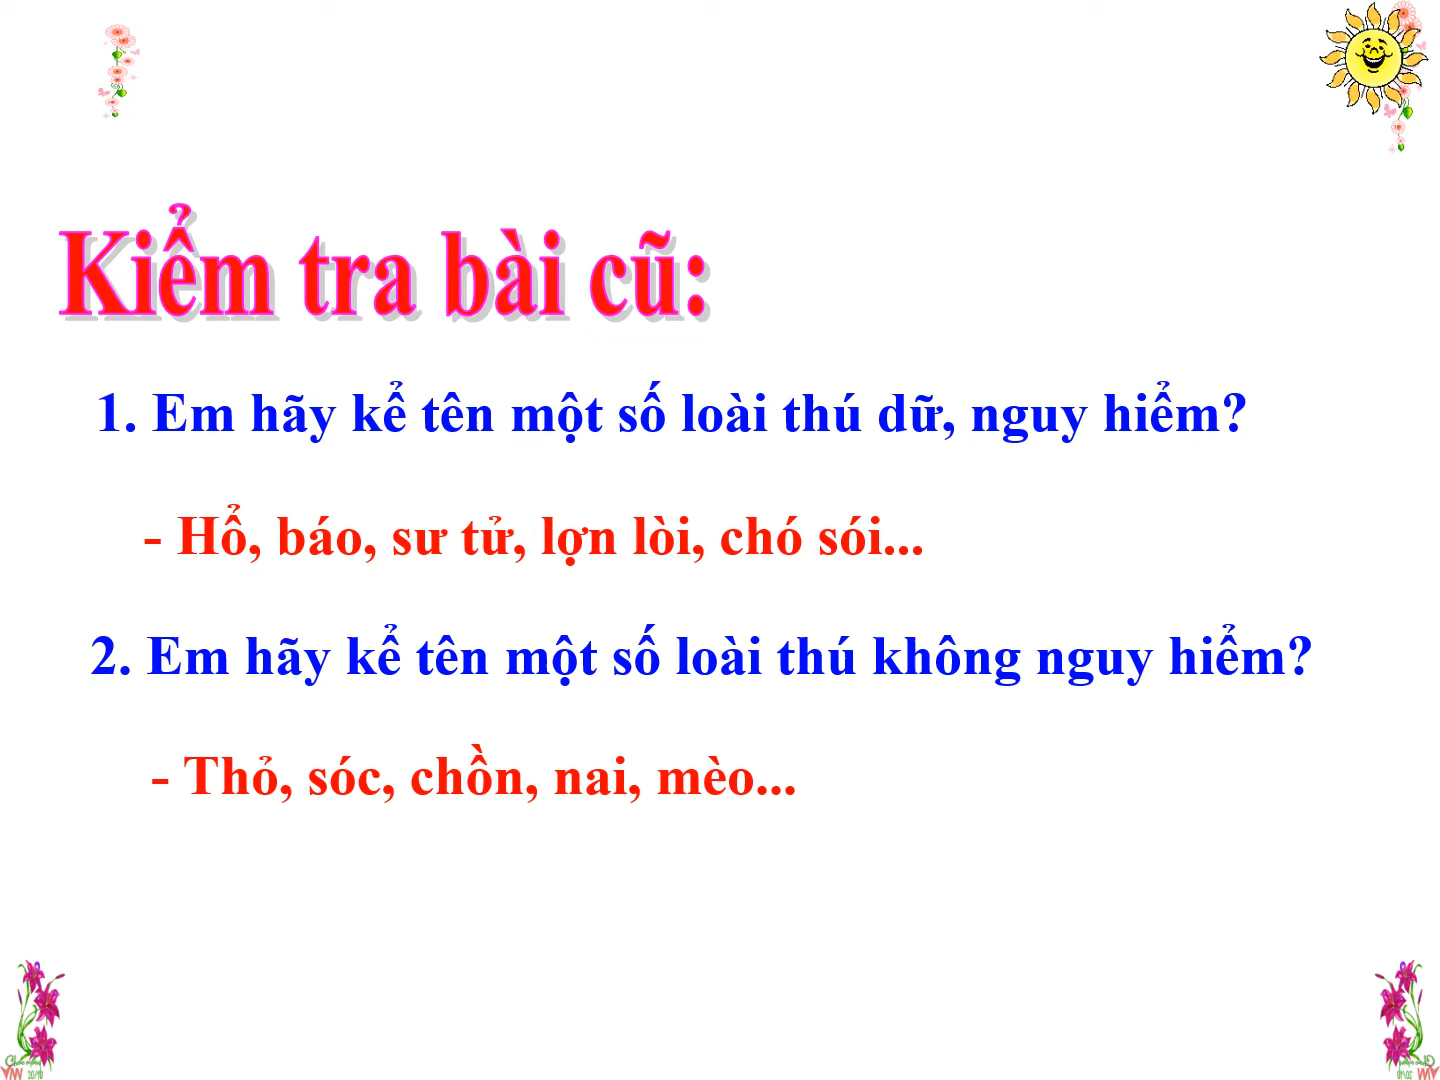 Kiểm tra bài cũ:
1. Em hãy kể tên một số loài thú dữ, nguy hiểm?
- Hổ, báo, sư tử, lợn lòi, chó sói...
2. Em hãy kể tên một số loài thú không nguy hiểm?
- Thỏ, sóc, chồn, nai, mèo...
20/10